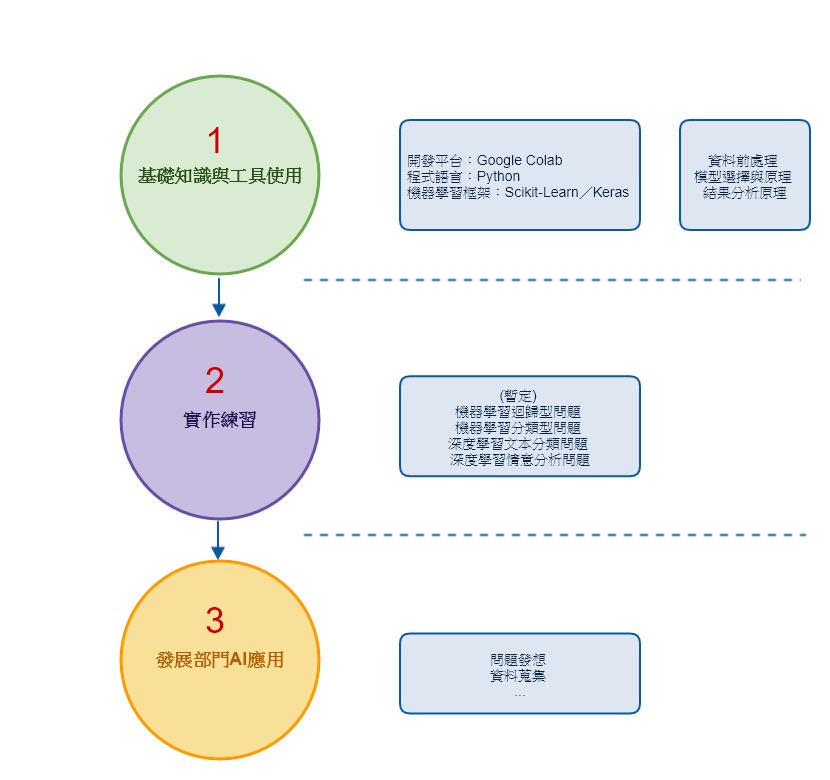 1
基礎知識與工具使用
開發平台：Google Colab
程式語言：Python
機器學習框架：Scikit-Learn／Keras
資料前處理
模型選擇與原理
結果分析原理
2
實作練習
(暫定)
機器學習迴歸型問題
機器學習分類型問題
深度學習文本分類問題
深度學習情意分析問題
3
發展部門AI應用
問題發想
資料蒐集
...